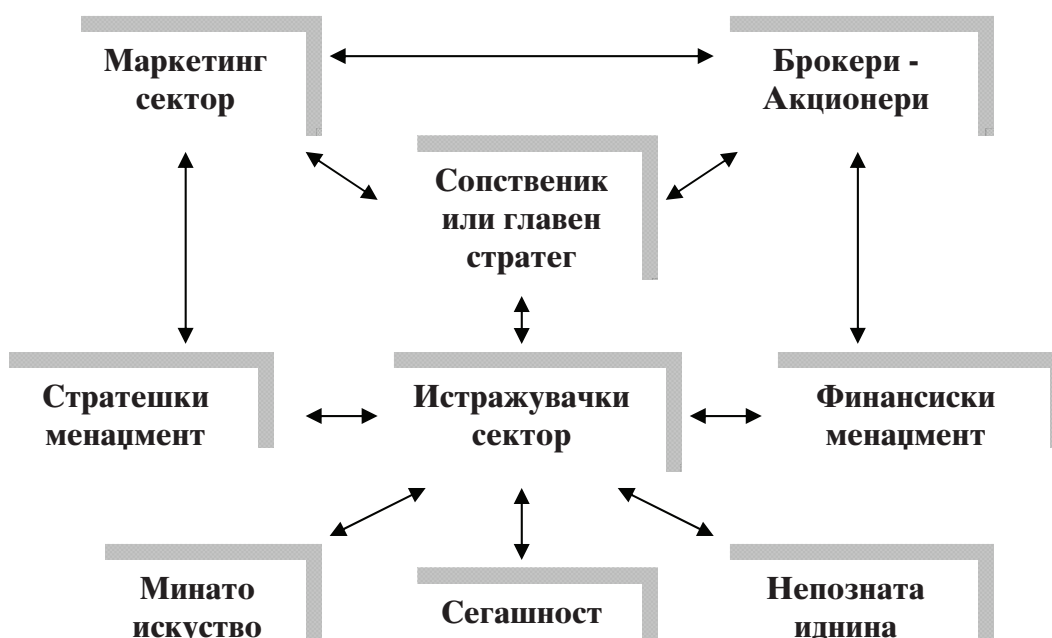 Маркетинг
сектор
Брокери -
Акционери
Сопственик
или главен
стратег
Стратешки
менаџмент
Истражувачки
сектор
Финансиски
менаџмент
Минато
искуство
Сегашност
Непозната
иднина